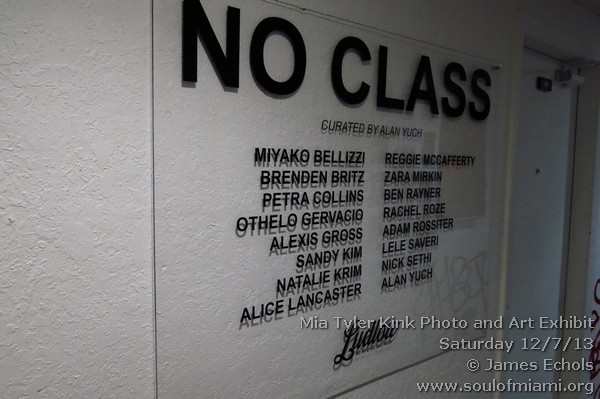 NO CLASS
CURATED BY ALAN YUCH
MIYAKO BELLIZZI
BRENDEN BRITZ
PETRA COLLINS
OTHELO GERVACIO
ALEXIS GROSS
SANDY KIM
NATALIE KRIM
ALICE LANCASTER
REGGIE MCCAFFERTY
ZARA MIRKIN
BEN RAYNER
RACHEL ROZE
ADAM ROSSITER
LELE SAVERI
NICK SETHI
ALAN YUCH
Ludlow
Mia Tyler Kink Photo and Art Exhibit
Saturday 12/7/13
© James Echols
www.soulofmiami.org